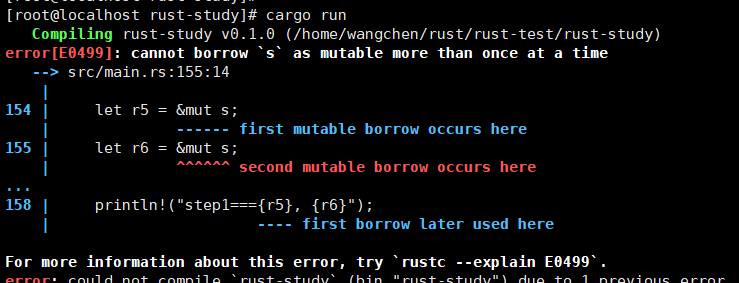 [root@localhost rust-study]#
[root@localhost rust-study]# cargo run
   Compiling rust-study v0.1.0 (/home/wangchen/rust/rust-test/rust-study)
error[E0499]: cannot borrow `s` as mutable more than once at a time
   --> src/main.rs:155:14
    |
154 |     let r5 = &mut s;
    |              ------ first mutable borrow occurs here
155 |     let r6 = &mut s;
    |              ^^^^^^ second mutable borrow occurs here
...
158 |     println!("step1==={r5}, {r6}");
    |                       ---- first borrow later used here

For more information about this error, try `rustc --explain E0499`.
error: could not compile `rust-study` (bin "rust-study") due to 1 previous error